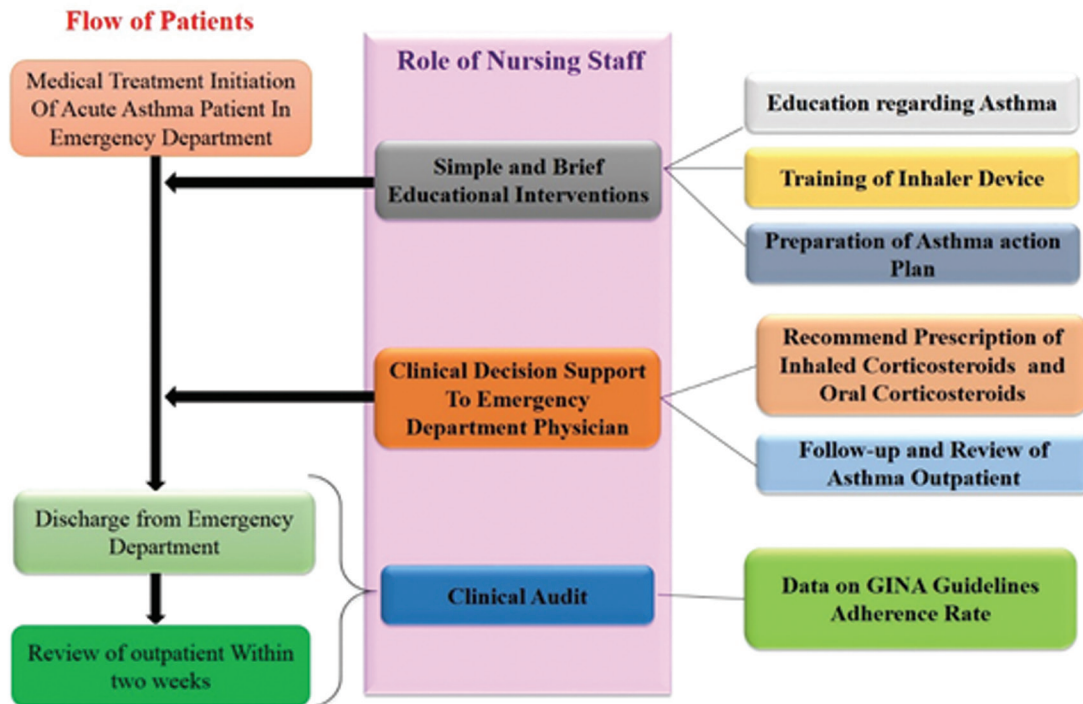 Flow of Patients
Medical Treatment Initiation
Of Acute Asthma Patient In
Emergency Department
Discharge from Emergency
Department
Review of outpatient Within
two weeks
Role of Nursing Staff
Simple and Brief
Educational Interventions
Clinical Decision Support
To Emergency
Department Physician
Clinical Audit
Education regarding Asthma
Training of Inhaler Device
Preparation of Asthma action
Plan
Recommend Prescription of
Inhaled Corticosteroids and
Oral Corticosteroids
Follow-up and Review of
Asthma Outpatient
Data on GINA Guidelines
Adherence Rate